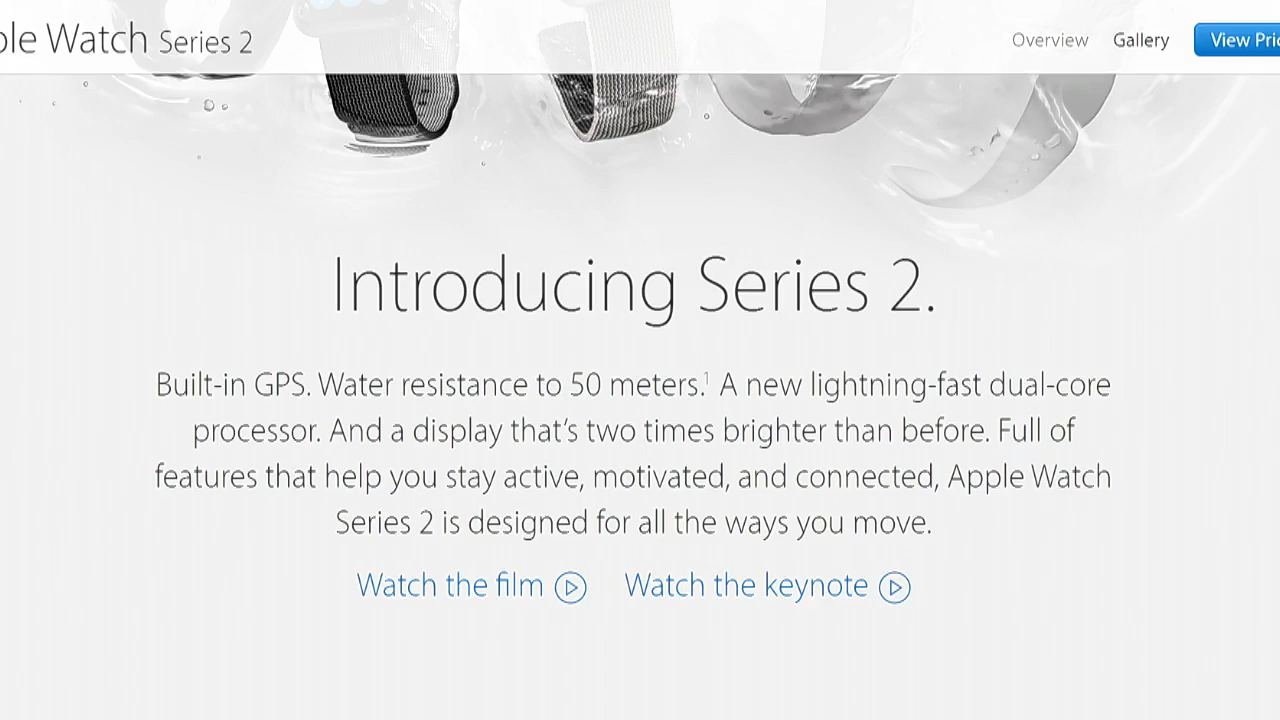 Watch Series 2
Overview Gallery View
Introducing Series 2.
Built-in GPS. Water resistance to 50 meters.¹ A new lightning-fast dual-core
processor. And a display that's two times brighter than before. Full of
features that help you stay active, motivated, and connected, Apple Watch
Series 2 is designed for all the ways you move.
Watch the film Watch the keynote